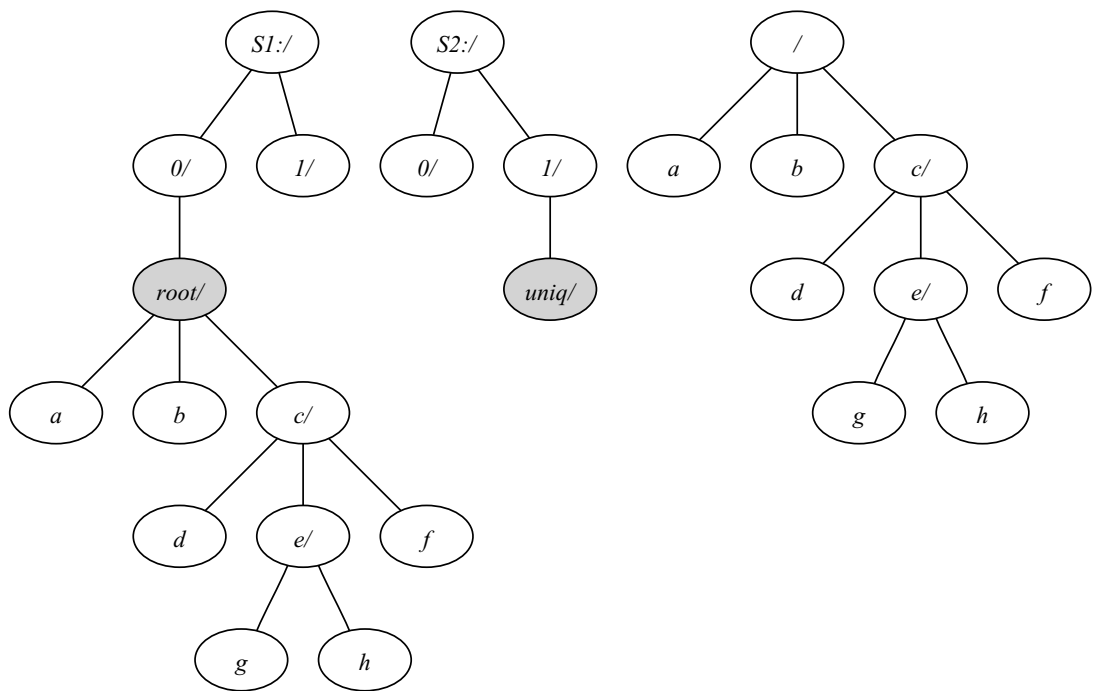 S1:/ S2:/ /
0/ 1/ 0/ 1/ a b c/
root/ uniq/ d e/ f
a b c/ g h
d e/ f
g h